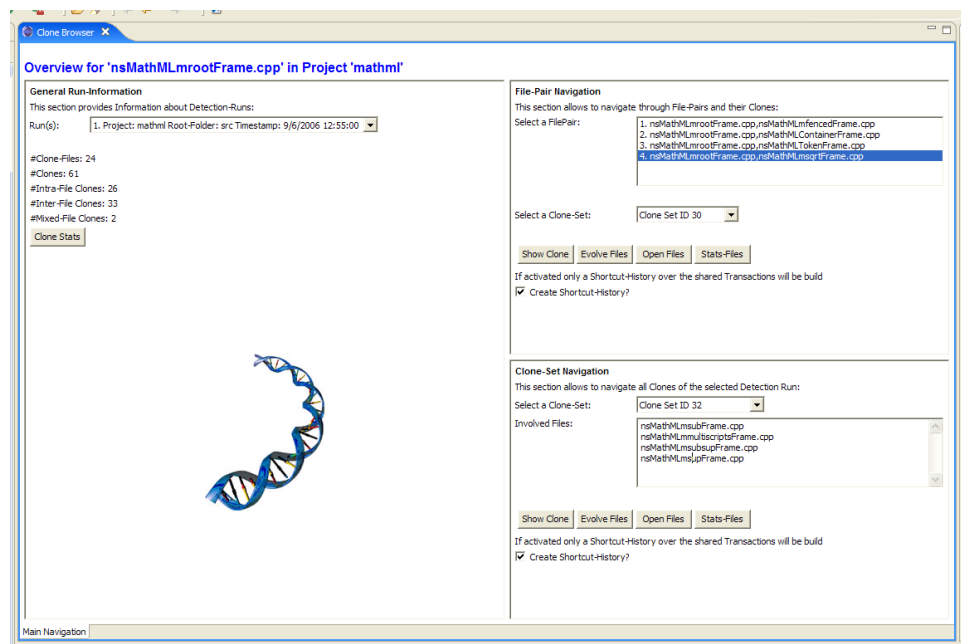 Clone Browser
Overview for 'nsMathMLmrootFrame.cpp' in Project 'mathml'
General Run-Information
This section provides Information about Detection-Runs:
Run(s):
1. Project: mathml Root-Folder: src Timestamp: 9/6/2006 12:55:00
#Clone-Files: 24
#Clones: 61
#Intra-File Clones: 26
#Inter-File Clones: 33
#Mixed-File Clones: 2
Clone Stats
File-Pair Navigation
This section allows to navigate through File-Pairs and their Clones:
Select a FilePair:
1. nsMathMLmrootFrame.cpp,nsMathMLmfencedFrame.cpp
2. nsMathMLmrootFrame.cpp,nsMathMLContainerFrame.cpp
3. nsMathMLmrootFrame.cpp,nsMathMLTokenFrame.cpp
4. nsMathMLmrootFrame.cpp,nsMathMLmsqrtFrame.cpp
Select a Clone-Set:
Clone Set ID 30
Show Clone Evolve Files Open Files Stats-Files
If activated only a Shortcut-History over the shared Transactions will be build
Create Shortcut-History?
Clone-Set Navigation
This section allows to navigate all Clones of the selected Detection Run:
Select a Clone-Set:
Clone Set ID 32
Involved Files:
nsMathMLmsubFrame.cpp
nsMathMLmmultiscriptsFrame.cpp
nsMathMLmsubsupFrame.cpp
nsMathMLmsupFrame.cpp
Show Clone Evolve Files Open Files Stats-Files
If activated only a Shortcut-History over the shared Transactions will be build
Create Shortcut-History?
Main Navigation